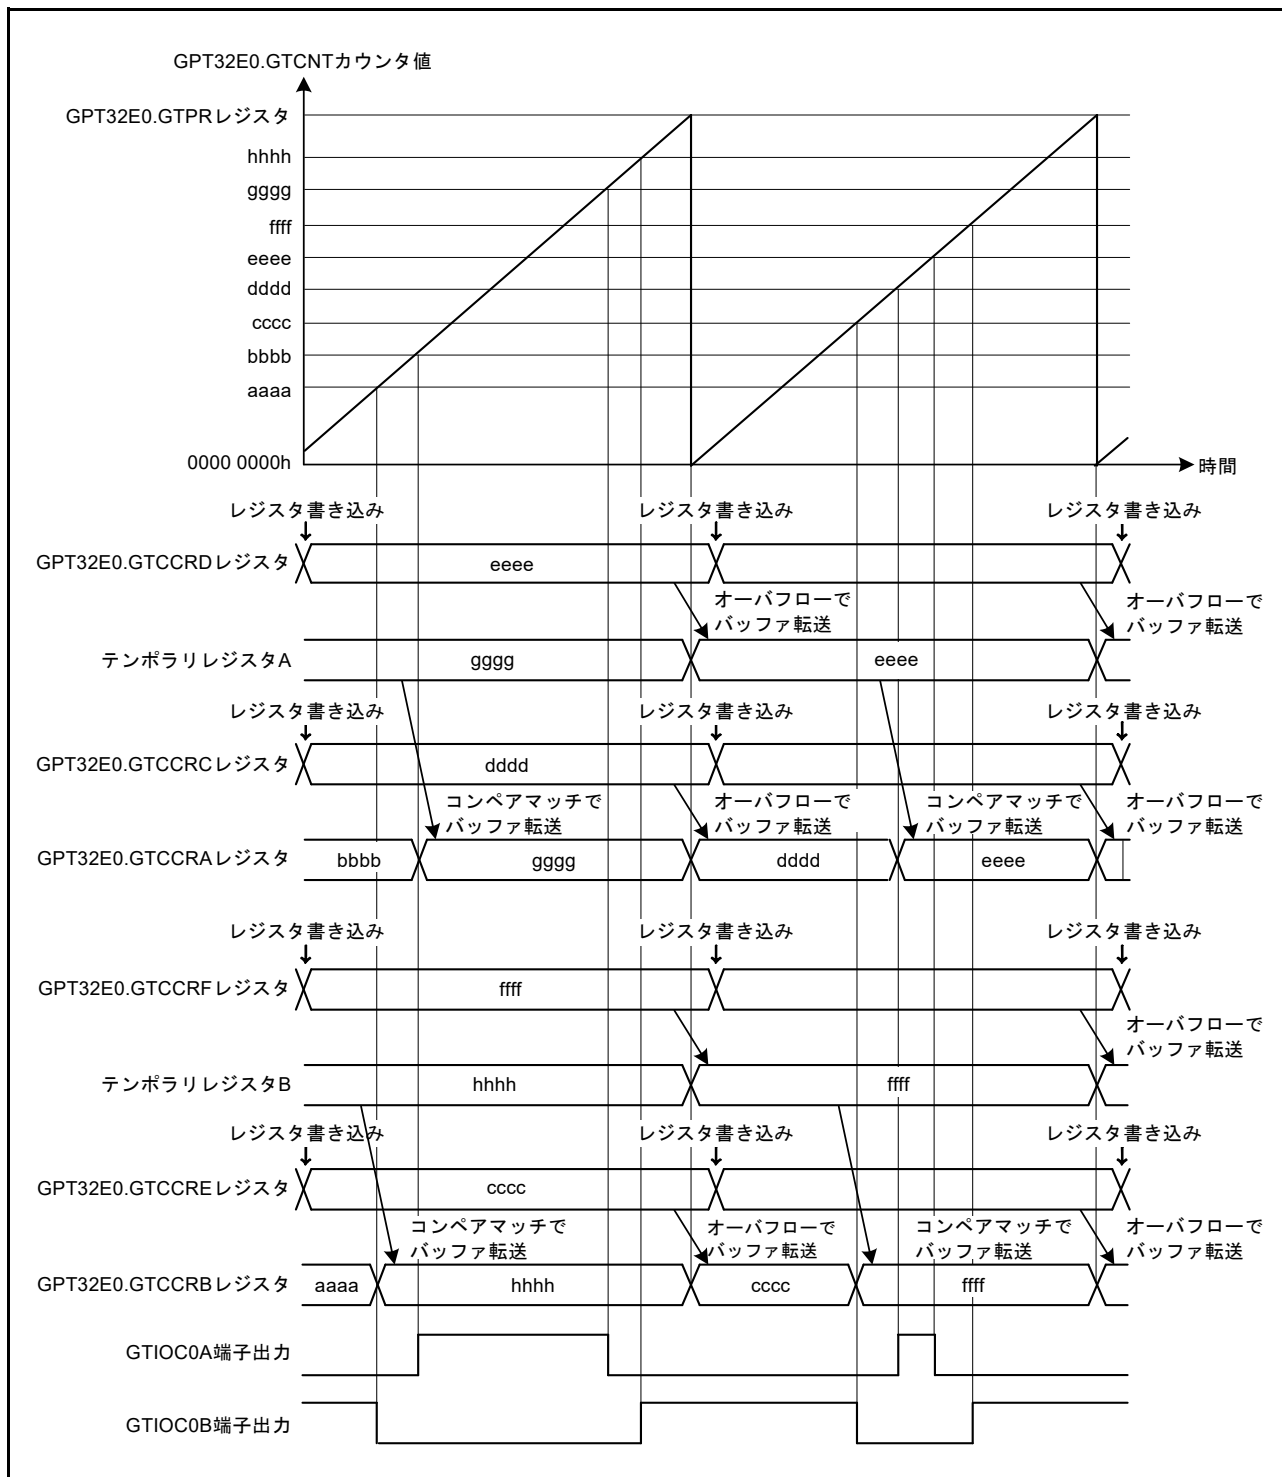 GPT32E0.GTCNTカウンタ値
GPT32E0.GTPRレジスタ
hhhh
gggg
ffff
eeee
dddd
cccc
bbbb
aaaa
0000 0000h
時間
レジスタ書き込み レジスタ書き込み レジスタ書き込み
GPT32E0.GTCCRDレジスタ eeee
オーバフローで オーバフローで
バッファ転送 バッファ転送
テンポラリレジスタA gggg eeee
レジスタ書き込み レジスタ書き込み レジスタ書き込み
GPT32E0.GTCCRCレジスタ dddd
コンペアマッチで オーバフローで コンペアマッチで オーバフローで
バッファ転送 バッファ転送 バッファ転送 バッファ転送
GPT32E0.GTCCRAレジスタ bbbb gggg dddd eeee
レジスタ書き込み レジスタ書き込み レジスタ書き込み
GPT32E0.GTCCRFレジスタ ffff
オーバフローで
バッファ転送
テンポラリレジスタB hhhh ffff
レジスタ書き込み レジスタ書き込み レジスタ書き込み
GPT32E0.GTCCREレジスタ cccc
コンペアマッチで オーバフローで コンペアマッチで オーバフローで
バッファ転送 バッファ転送 バッファ転送 バッファ転送
GPT32E0.GTCCRBレジスタ aaaa hhhh cccc ffff
GTIOC0A端子出力
GTIOC0B端子出力